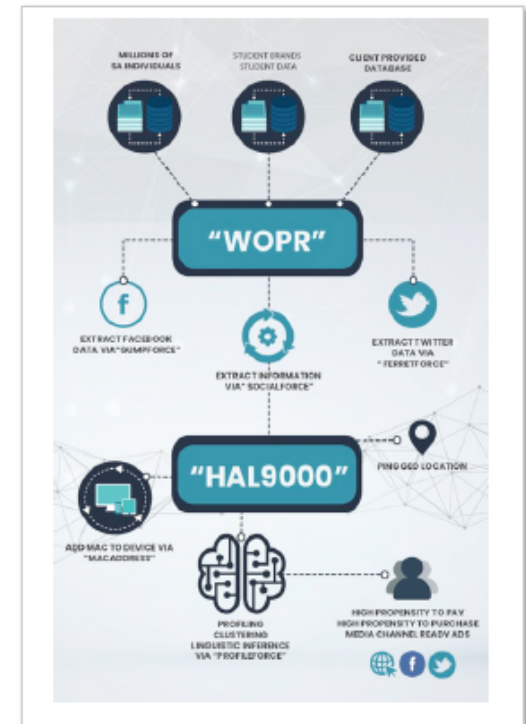 MILLIONS OF
SA INDIVIDUALS
STUDENT BRANDS
STUDENT DATA
CLIENT PROVIDED
DATABASE
"WOPR"
f
EXTRACT FACEBOOK
DATA VIA"GUMPFORCE"
EXTRACT INFORMATION
VIA" SOCIALFORCE"
EXTRACT TWITTER
DATA VIA
" FERRETFORCE"
"HAL9000"
PING GEO LOCATION
ADD MAC TO DEVICE VIA
"MACADDRESS"
PROFILING
CLUSTERING
LINGUISTIC INFERENCE
VIA "PROFILEFORCE"
HIGH PROPENSITY TO PAY
HIGH PROPENSITY TO PURCHASE
MEDIA CHANNEL READY ADS
f